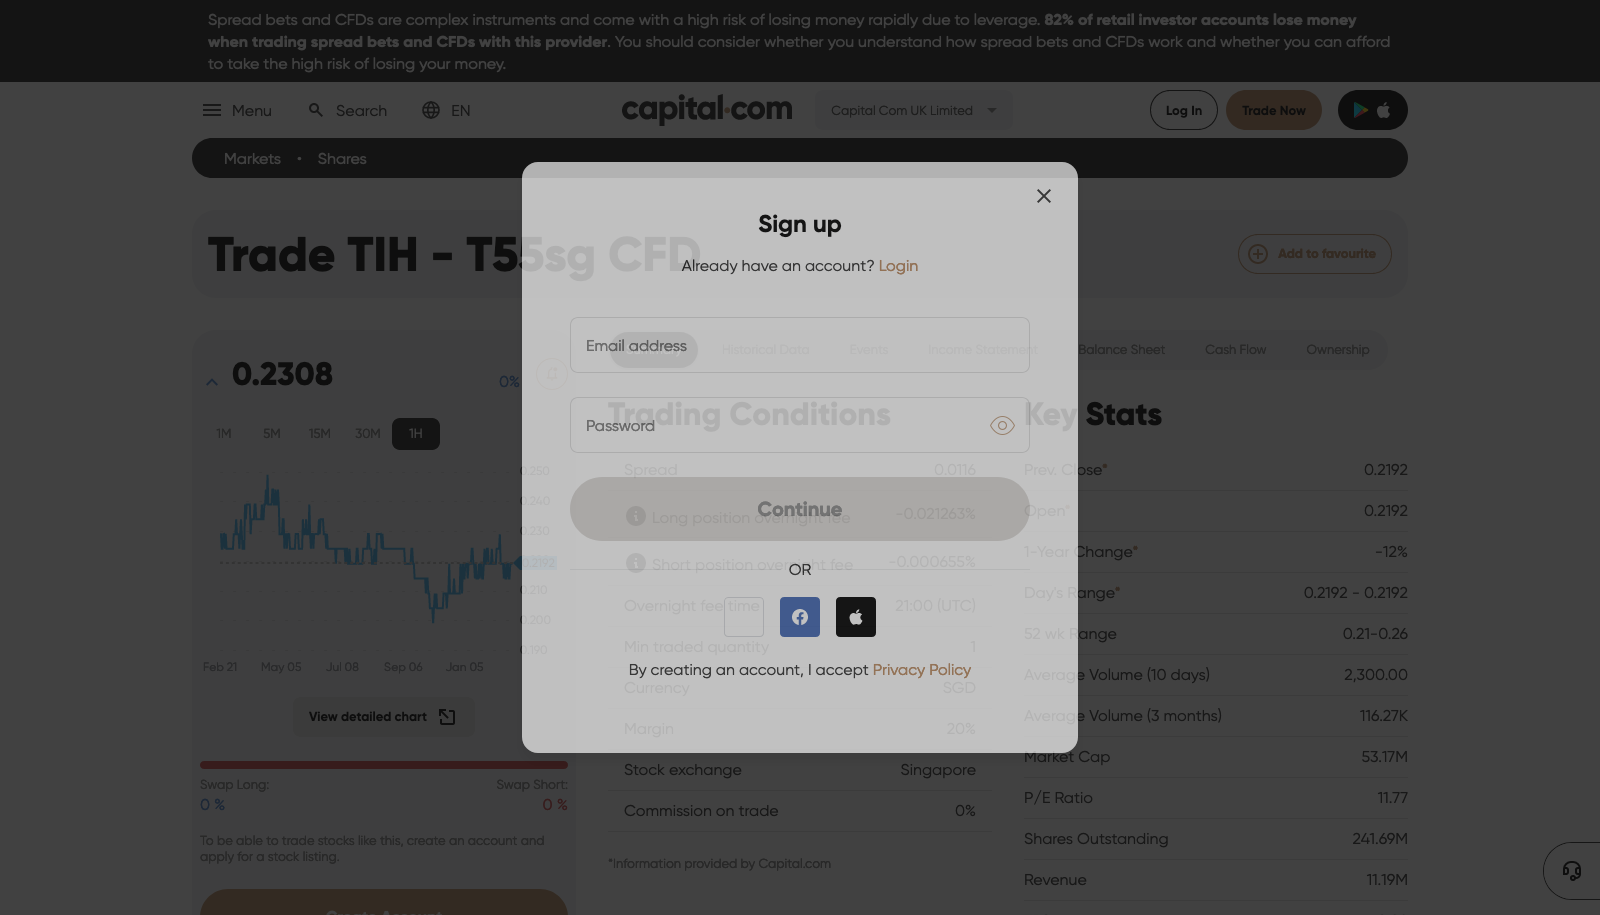 Spread bets and CFDs are complex instruments and come with a high risk of losing money rapidly due to leverage. 82% of retail investor accounts lose money
when trading spread bets and CFDs with this provider. You should consider whether you understand how spread bets and CFDs work and whether you can afford
to take the high risk of losing your money.
Menu
Search
EN
capital.com
Capital Com UK Limited
Log In
Trade Now
Markets
Shares
Trade TIH - T55sg CFD
Add to favourite
Sign up
Already have an account? Login
Email address
Password
Continue
OR
By creating an account, I accept Privacy Policy
0.2308
0%
1M
5M
15M
30M
1H
0.250
0.240
0.230
0.2192
0.210
0.200
0.190
Feb 21
May 05
Jul 08
Sep 06
Jan 05
View detailed chart
Swap Long:
Swap Short:
0 %
0 %
To be able to trade stocks like this, create an account and
apply for a stock listing.
Create Account
Historical Data
Events
Income Statement
Balance Sheet
Cash Flow
Ownership
Trading Conditions
Spread 0.0116
Long position overnight fee -0.021263%
Short position overnight fee -0.000655%
Overnight fee time 21:00 (UTC)
Min traded quantity 1
Currency SGD
Margin 20%
Stock exchange Singapore
Commission on trade 0%
*Information provided by Capital.com
Key Stats
Prev. Close* 0.2192
Open* 0.2192
1-Year Change* -12%
Day's Range* 0.2192 - 0.2192
52 wk Range 0.21-0.26
Average Volume (10 days) 2,300.00
Average Volume (3 months) 116.27K
Market Cap 53.17M
P/E Ratio 11.77
Shares Outstanding 241.69M
Revenue 11.19M